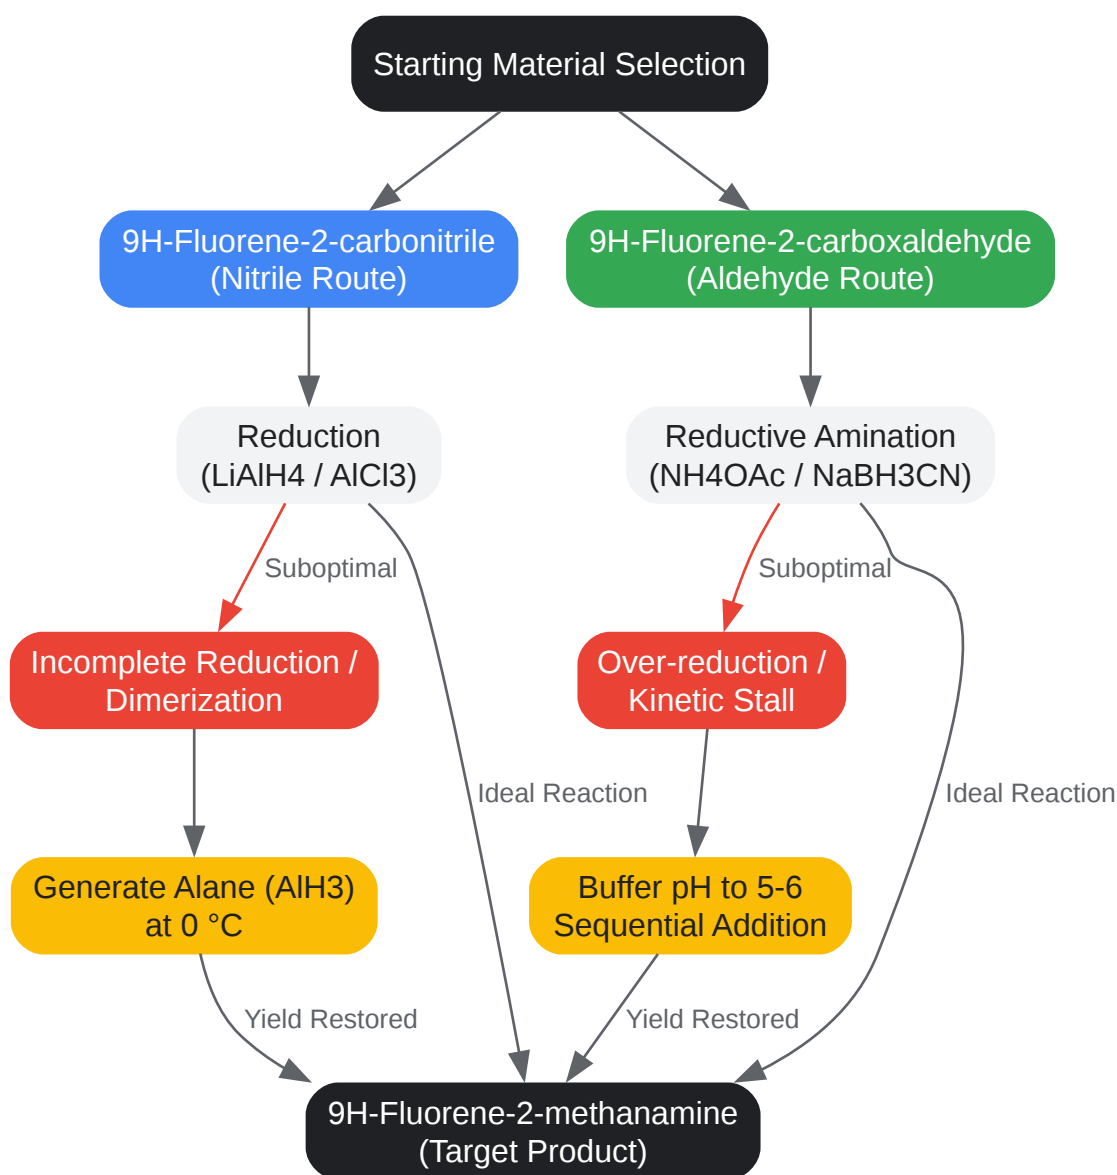 Starting Material Selection
9H-Fluorene-2-carbonitrile
(Nitrile Route)
9H-Fluorene-2-carboxaldehyde
(Aldehyde Route)
Reduction
(LiAlH4 / AlCl3)
Reductive Amination
(NH4OAc / NaBH3CN)
Suboptimal
Suboptimal
Incomplete Reduction /
Dimerization
Over-reduction /
Kinetic Stall
Ideal Reaction
Ideal Reaction
Generate Alane (AlH3)
at 0 °C
Buffer pH to 5-6
Sequential Addition
Yield Restored
Yield Restored
9H-Fluorene-2-methanamine
(Target Product)